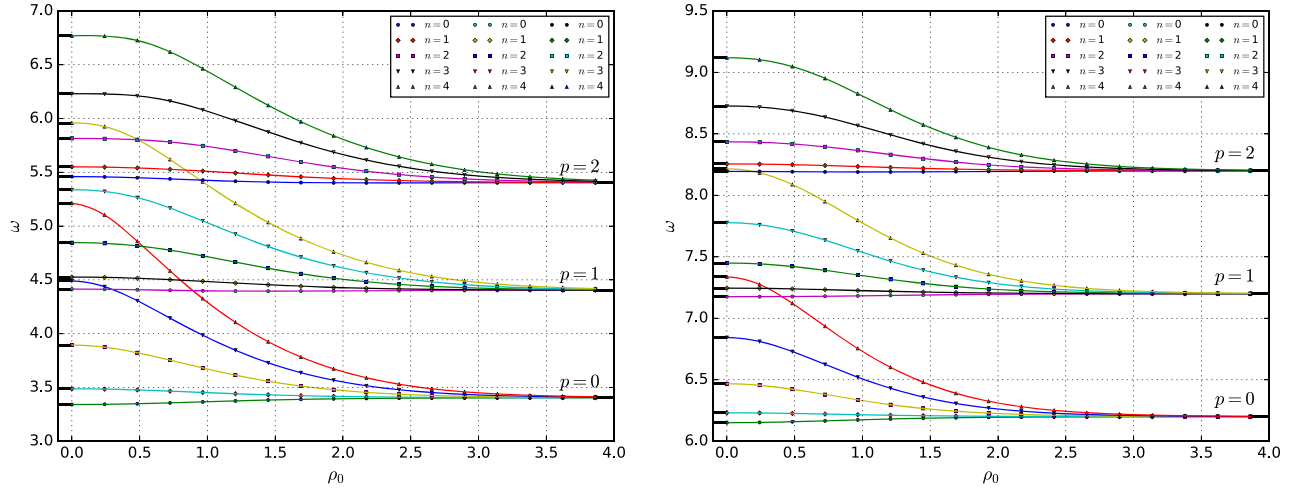 7.0
6.5
6.0
5.5
5.0
4.5
4.0
3.5
3.0
ω
0.0 0.5 1.0 1.5 2.0 2.5 3.0 3.5 4.0
ρ₀
n=0 n=0 n=0
n=1 n=1 n=1
n=2 n=2 n=2
n=3 n=3 n=3
n=4 n=4 n=4
p=2
p=1
p=0
9.5
9.0
8.5
8.0
7.5
7.0
6.5
6.0
ω
0.0 0.5 1.0 1.5 2.0 2.5 3.0 3.5 4.0
ρ₀
n=0 n=0 n=0
n=1 n=1 n=1
n=2 n=2 n=2
n=3 n=3 n=3
n=4 n=4 n=4
p=2
p=1
p=0